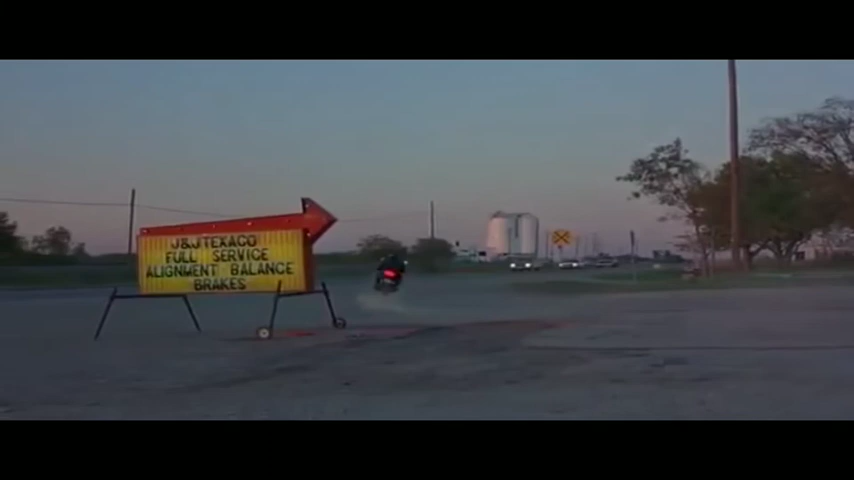 J&J TEXACO
FULL SERVICE
ALIGNMENT BALANCE
BRAKES